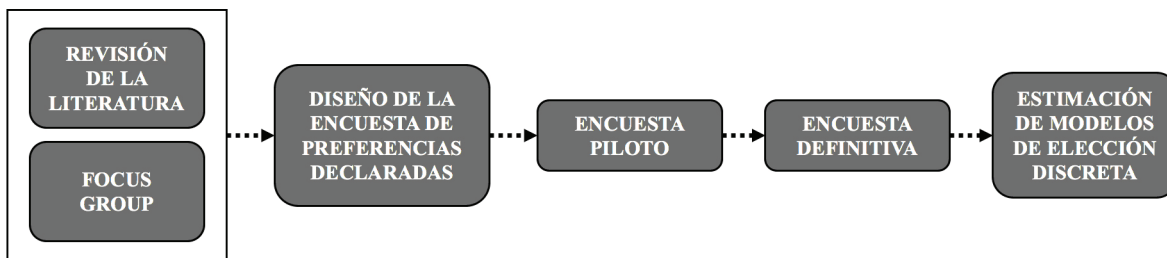 REVISIÓN
DE LA
LITERATURA
FOCUS
GROUP
DISEÑO DE LA
ENCUESTA DE
PREFERENCIAS
DECLARADAS
ENCUESTA
PILOTO
ENCUESTA
DEFINITIVA
ESTIMACIÓN
DE MODELOS
DE ELECCIÓN
DISCRETA